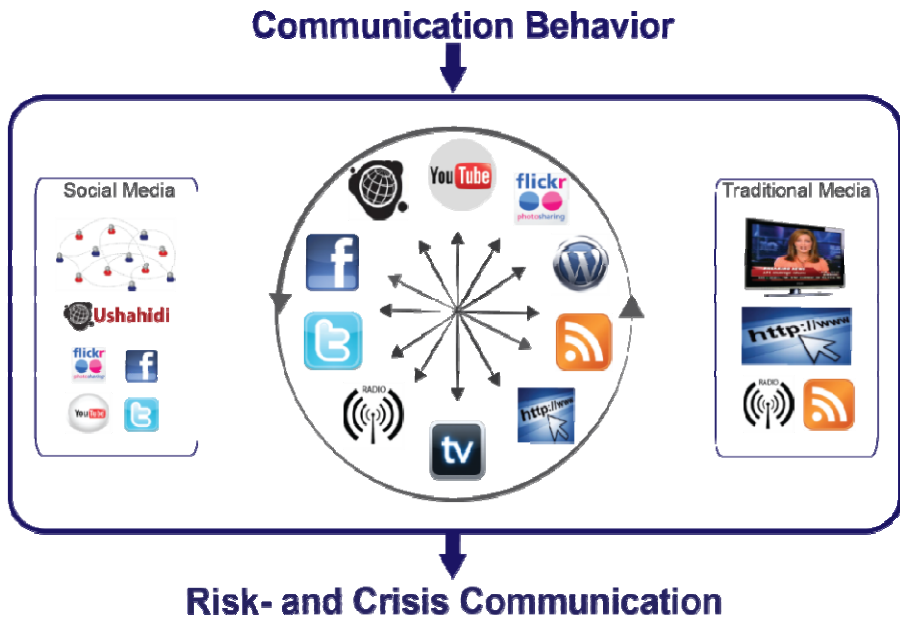 Communication Behavior
Social Media
Ushahidi
flickr
photosharing
f
You Tube
t
You Tube
flickr
photosharing
f
W
t
RADIO
http://www
tv
Traditional Media
http://www
RADIO
Risk- and Crisis Communication